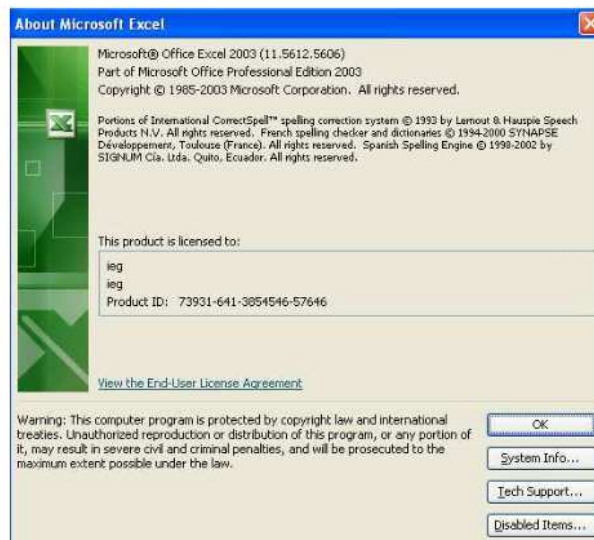 About Microsoft Excel
Microsoft® Office Excel 2003 (11.5612.5606)
Part of Microsoft Office Professional Edition 2003
Copyright © 1985-2003 Microsoft Corporation. All rights reserved.
Portions of International CorrectSpell™ spelling correction system © 1993 by Lernout & Hauspie Speech
Products N.V. All rights reserved. French spelling checker and dictionaries © 1994-2000 SYNAPSE
Développement, Toulouse (France). All rights reserved. Spanish Spelling Engine © 1998-2002 by
SIGNUM Cía. Ltda. Quito, Ecuador. All rights reserved.
This product is licensed to:
ieg
ieg
Product ID: 73931-641-3854546-57646
View the End-User License Agreement
Warning: This computer program is protected by copyright law and international
treaties. Unauthorized reproduction or distribution of this program, or any portion of
it, may result in severe civil and criminal penalties, and will be prosecuted to the
maximum extent possible under the law.
OK
System Info...
Tech Support...
Disabled Items...